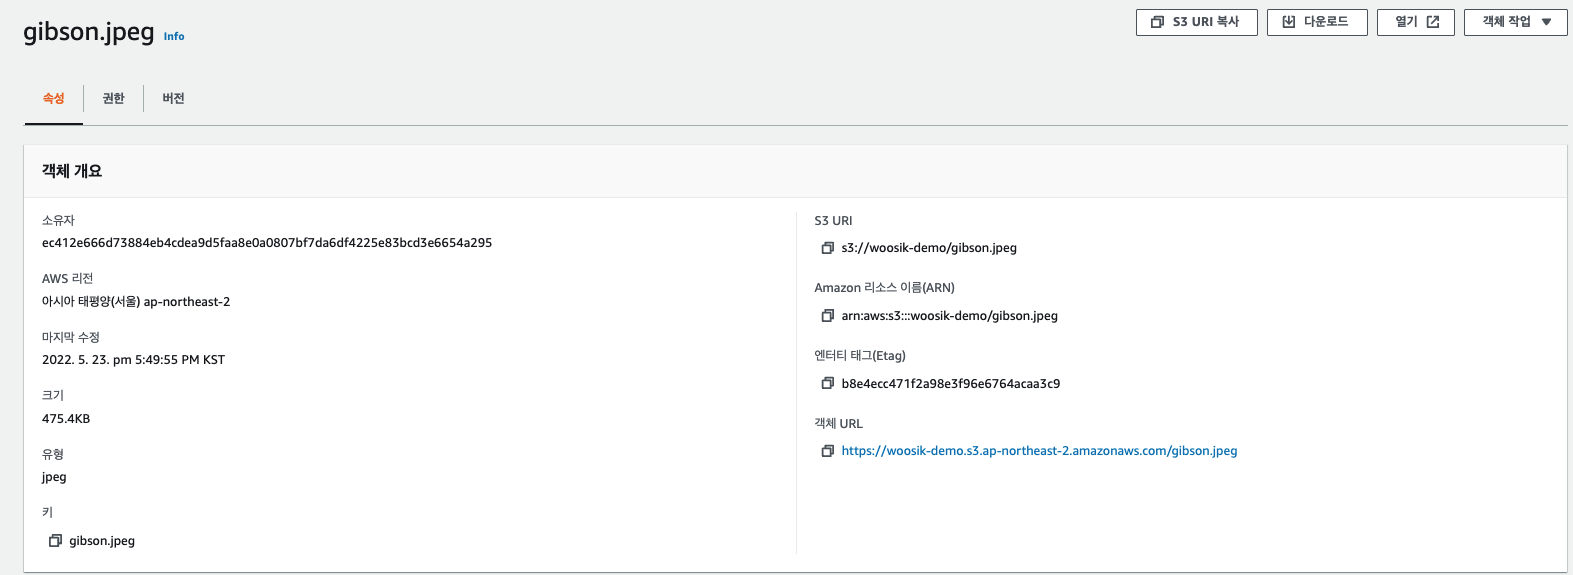 gibson.jpeg Info
S3 URI 복사
다운로드
열기
객체 작업
속성
권한
버전
객체 개요
소유자
ec412e666d73884eb4cdea9d5faa8e0a0807bf7da6df4225e83bcd3e6654a295
AWS 리전
아시아 태평양(서울) ap-northeast-2
마지막 수정
2022. 5. 23. pm 5:49:55 PM KST
크기
475.4KB
유형
jpeg
키
gibson.jpeg
S3 URI
s3://woosik-demo/gibson.jpeg
Amazon 리소스 이름(ARN)
arn:aws:s3:::woosik-demo/gibson.jpeg
엔터티 태그(Etag)
b8e4ecc471f2a98e3f96e6764acaa3c9
객체 URL
https://woosik-demo.s3.ap-northeast-2.amazonaws.com/gibson.jpeg